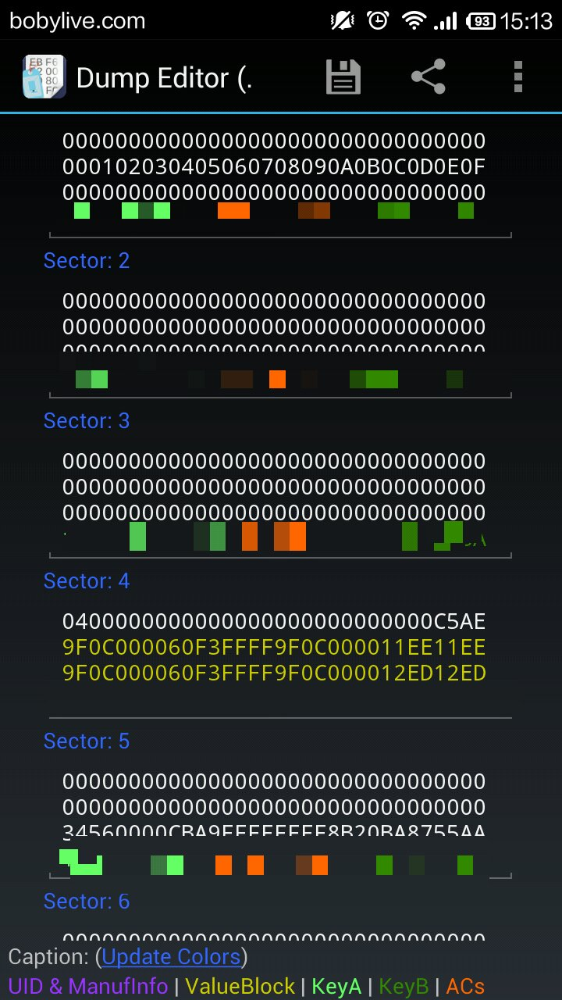 bobylive.com 93 15:13
Dump Editor (.
00000000000000000000000000000000
000102030405060708090A0B0C0D0E0F
00000000000000000000000000000000
Sector: 2
00000000000000000000000000000000
00000000000000000000000000000000
00000000000000000000000000000000
Sector: 3
00000000000000000000000000000000
00000000000000000000000000000000
00000000000000000000000000000000
Sector: 4
0400000000000000000000000000C5AE
9F0C000060F3FFFF9F0C000011EE11EE
9F0C000060F3FFFF9F0C000012ED12ED
Sector: 5
00000000000000000000000000000000
00000000000000000000000000000000
Sector: 6
00000000000000000000000000000000
Caption: (Update Colors)
UID & ManufInfo | ValueBlock | KeyA | KeyB | ACs